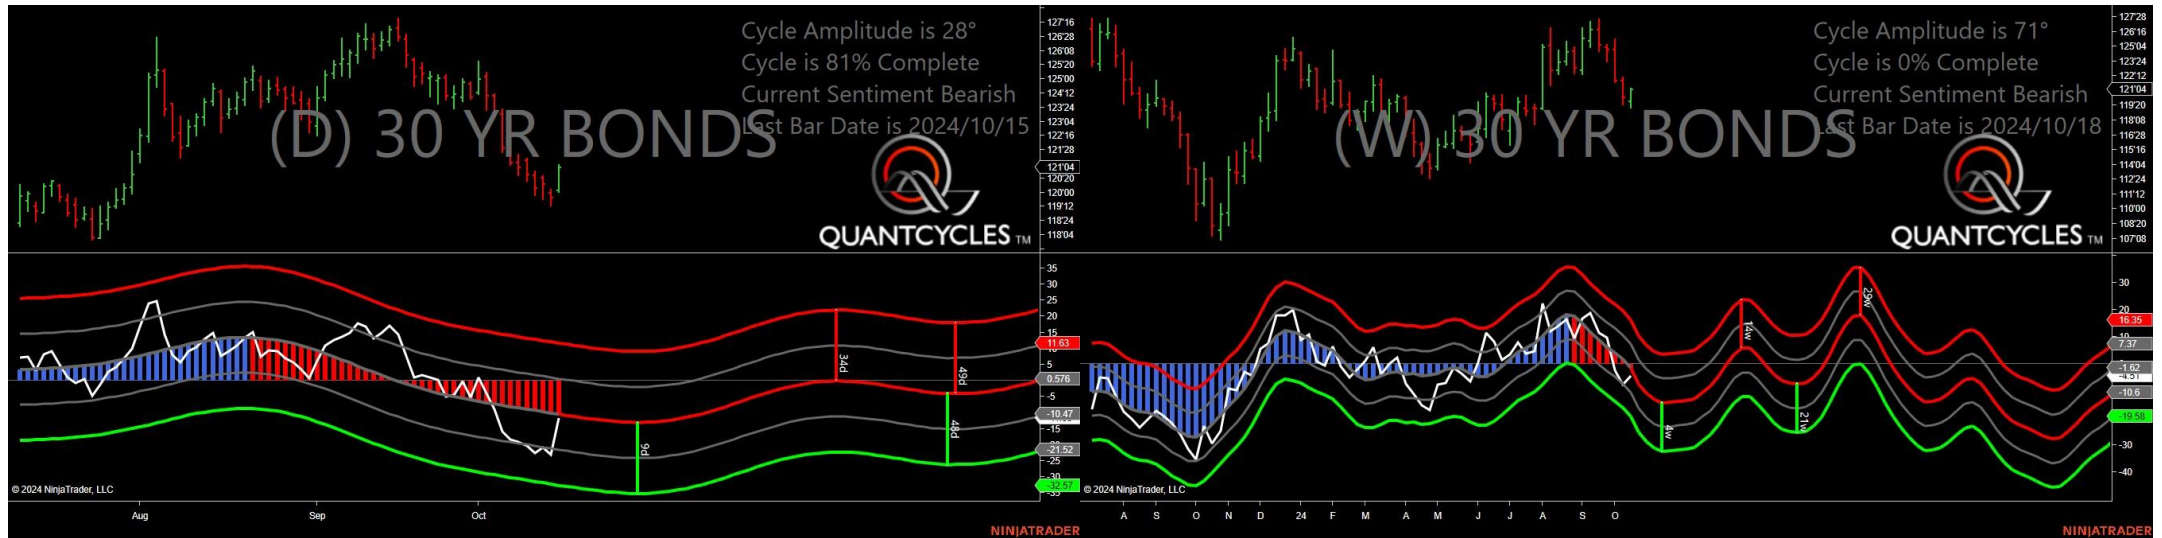 Cycle Amplitude is 28°
Cycle is 81% Complete
Current Sentiment Bearish
Last Bar Date is 2024/10/15
(D) 30 YR BONDS
QUANTCYCLES TM
127'16
126'28
126'08
125'20
125'00
124'12
123'24
123'04
122'16
121'28
121'04
120'20
120'00
119'12
118'24
118'04
35
30
25
20
15
11.63
5
0.576
-5
-10.47
-15
-21.52
-25
-32.57
-35
9d
34d
48d
49d
© 2024 NinjaTrader, LLC
Aug Sep Oct
NINJATRADER
Cycle Amplitude is 71°
Cycle is 0% Complete
Current Sentiment Bearish
Last Bar Date is 2024/10/18
(W) 30 YR BONDS
QUANTCYCLES TM
127'28
126'16
125'04
123'24
122'12
121'04
119'20
118'08
116'28
115'16
114'04
112'24
111'12
110'00
108'20
107'08
30
20
16.35
7.37
-1.62
-4.51
-10.6
-19.58
-30
-40
4w
14w
21w
29w
© 2024 NinjaTrader, LLC
A S O N D 24 F M A M J J A S O
NINJATRADER